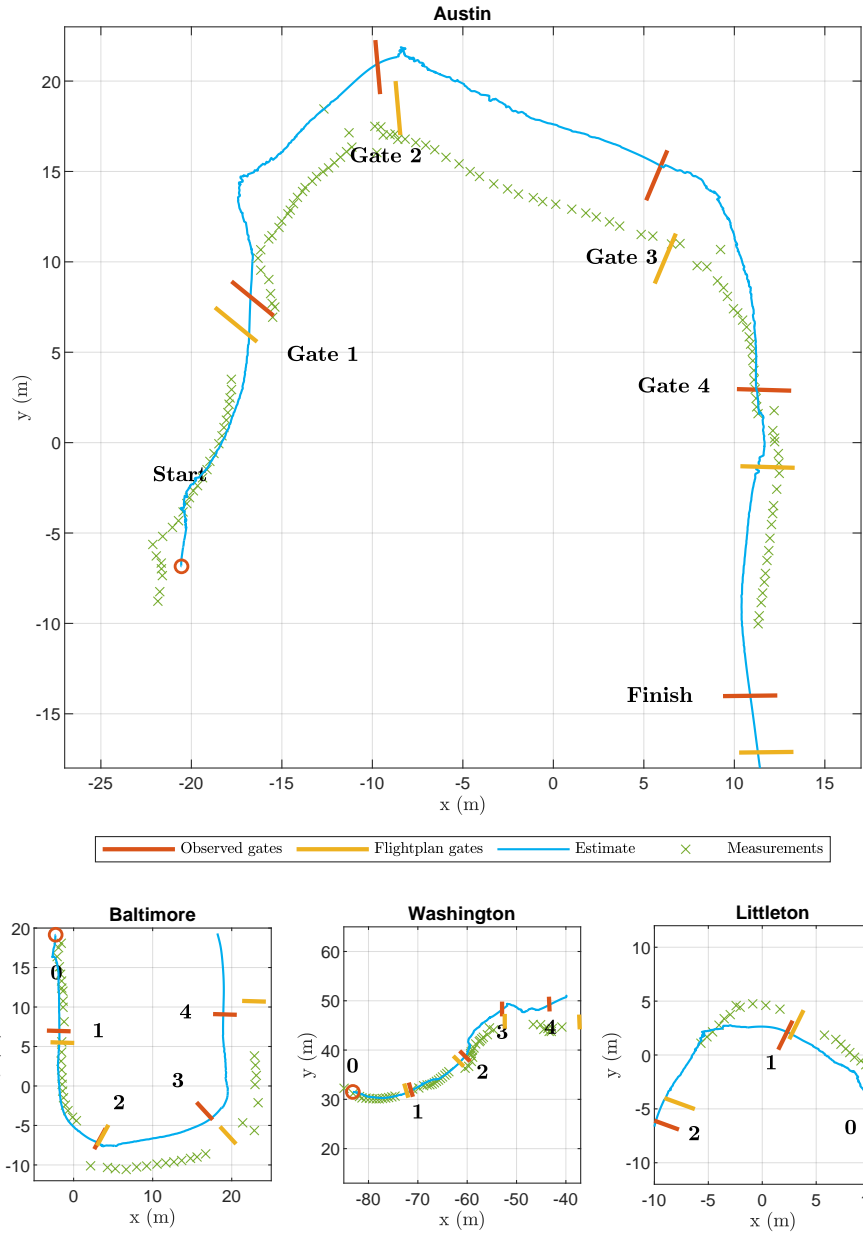 Austin
20
15
10
5
0
-5
-10
-15
y (m)
Gate 2
Gate 3
Gate 1
Gate 4
Start
Finish
-25 -20 -15 -10 -5 0 5 10 15
x (m)
Observed gates Flightplan gates Estimate Measurements
Baltimore
20
15
10
5
0
-5
-10
0
1
4
3
2
0 10 20
x (m)
Washington
60
50
40
30
20
y (m)
0
3
4
2
1
-80 -70 -60 -50 -40
x (m)
Littleton
10
5
0
-5
-10
y (m)
1
2
0
-10 -5 0 5
x (m)